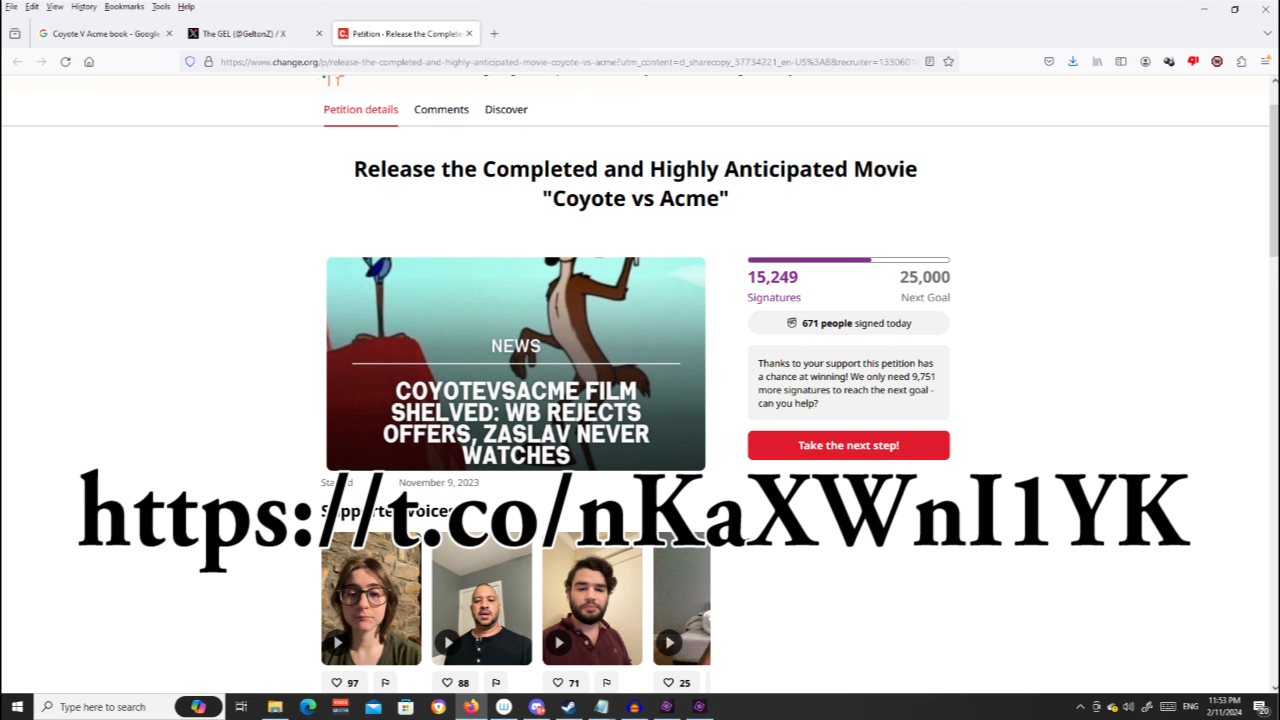 File Edit View History Bookmarks Tools Help
Coyote V Acme book - Google
The GEL (@GeltonZ) / X
Petition · Release the Complete
https://www.change.org/p/release-the-completed-and-highly-anticipated-movie-coyote-vs-acme?utm_content=cl_sharecopy_37734221_en-US%3A8&recruiter=1330601
Petition details Comments Discover
Release the Completed and Highly Anticipated Movie
"Coyote vs Acme"
NEWS
COYOTEVSACME FILM
SHELVED: WB REJECTS
OFFERS, ZASLAV NEVER
WATCHES
15,249 25,000
Signatures Next Goal
671 people signed today
Thanks to your support this petition has
a chance at winning! We only need 9,751
more signatures to reach the next goal -
can you help?
Take the next step!
November 9, 2023
https://t.co/nKaXWnI1YK
97 88 71 25
Type here to search
ENG
11:53 PM
2/11/2024
20